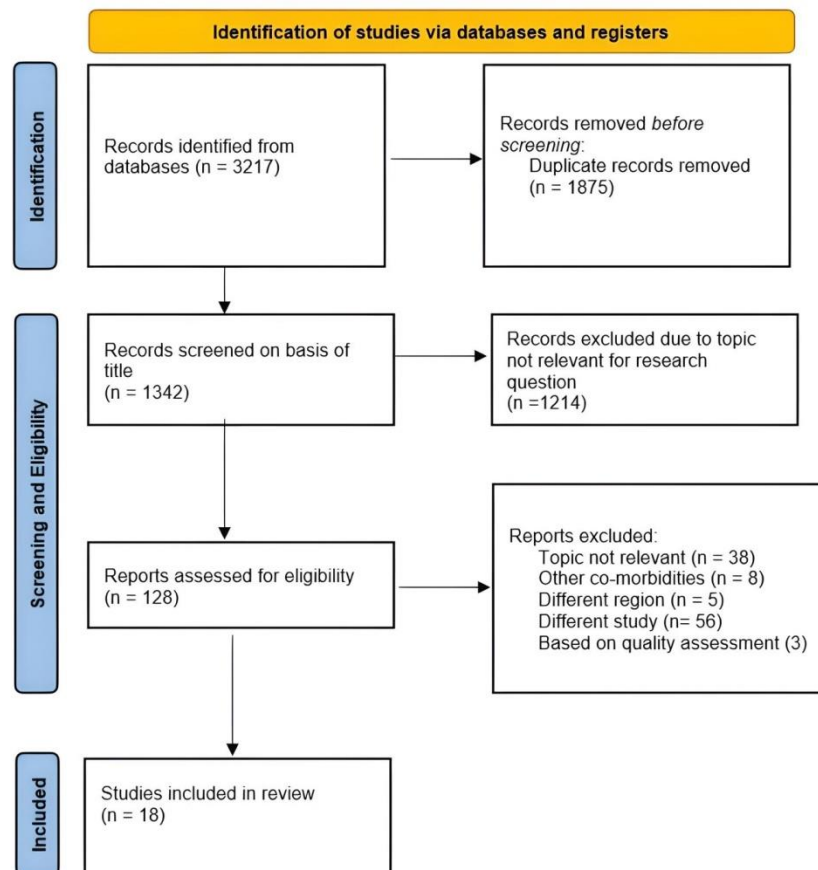 Identification of studies via databases and registers
Identification
Records identified from
databases (n = 3217)
Records removed before
screening:
Duplicate records removed
(n = 1875)
Screening and Eligibility
Records screened on basis of
title
(n = 1342)
Records excluded due to topic
not relevant for research
question
(n =1214)
Reports assessed for eligibility
(n = 128)
Reports excluded:
Topic not relevant (n = 38)
Other co-morbidities (n = 8)
Different region (n = 5)
Different study (n= 56)
Based on quality assessment (3)
Included
Studies included in review
(n = 18)